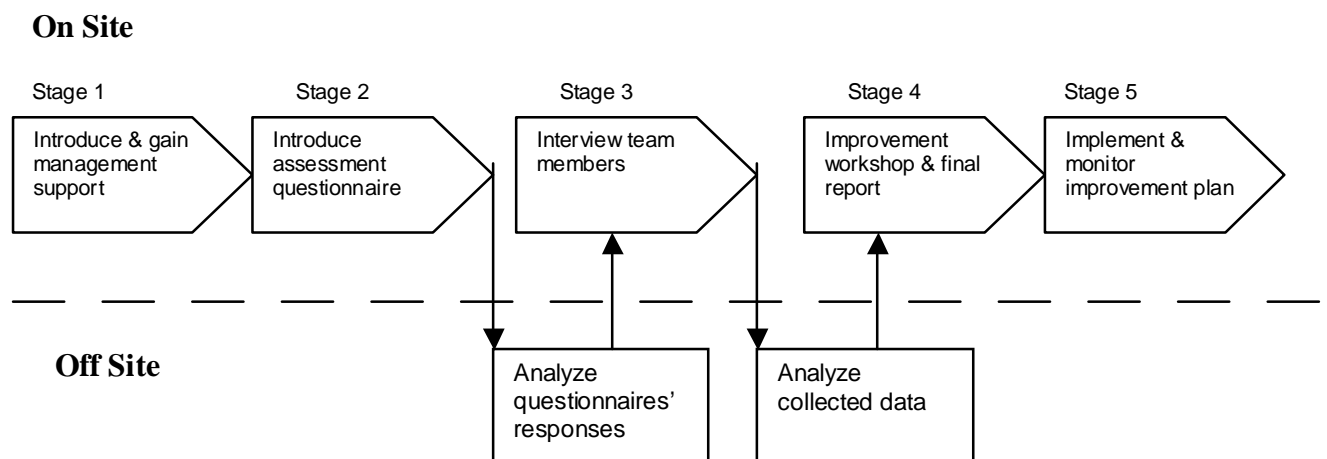 On Site
Stage 1
Stage 2
Stage 3
Stage 4
Stage 5
Introduce & gain
management
support
Introduce
assessment
questionnaire
Interview team
members
Improvement
workshop & final
report
Implement &
monitor
improvement plan
Off Site
Analyze
questionnaires’
responses
Analyze
collected data